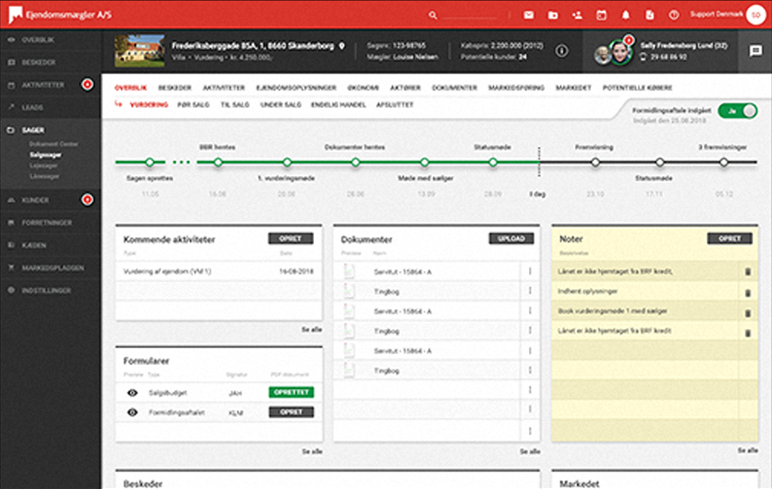 Ejendomsmægler A/S
Support Danmark
SD
OVERBLIK
BESKEDER
AKTIVITETER
LEADS
SAGER
Dokument Center
Salgssager
Lejesager
Lånesager
KUNDER
FORRETNINGER
KÆDEN
MARKEDSPLADSEN
INDSTILLINGER
Frederiksberggade 85A, 1, 8660 Skanderborg
Villa • Vurdering • kr. 4.250.000,-
Sagsnr.: 123-98765
Mægler: Louise Nielsen
Købspris: 2,200.000 (2012)
Potentielle kunder: 24
Sally Fredensborg Lund (32)
29 68 86 92
OVERBLIK BESKEDER AKTIVITETER EJENDOMSOPLYSNINGER ØKONOMI AKTØRER DOKUMENTER MARKEDSFØRING MARKEDET POTENTIELLE KØBERE
VURDERING FØR SALG TIL SALG UNDER SALG ENDELIG HANDEL AFSLUTTET
Formidlingsaftale indgået
Indgået den 25.08.2018
Ja
BBR hentes Dokumenter hentes Statusmøde Fremvisning 3 fremvisninger
Sagen oprettes 1. vurderingsmøde Møde med sælger Statusmøde
11.05 16.08 20.08 28.08 13.09 28.09 I dag 23.10 17.11 05.12
Kommende aktiviteter
OPRET
Type Dato
Vurdering af ejendom (VM 1) 16-08-2018
Se alle
Formularer
Preview Type Signatur PDF-dokument
Salgsbudget JAH OPRETTET
Formidlingsaftalet KLM OPRET
Se alle
Dokumenter
UPLOAD
Preview Navn
Servitut - 15864 - A
Tingbog
Servitut - 15864 - A
Tingbog
Servitut - 15864 - A
Tingbog
Se alle
Noter
OPRET
Beskrivelse
Lånet er ikke hjemtaget fra BRF kredit,
Indhent oplysninger
Book vurderingsmøde 1 med sælger
Lånet er ikke hjemtaget fra BRF kredit
Se alle
Beskeder
Markedet